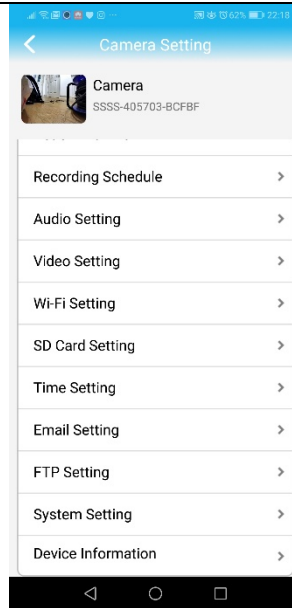 62% 22:18
Camera Setting
Camera
SSSS-405703-BCFBF
Recording Schedule
Audio Setting
Video Setting
Wi-Fi Setting
SD Card Setting
Time Setting
Email Setting
FTP Setting
System Setting
Device Information